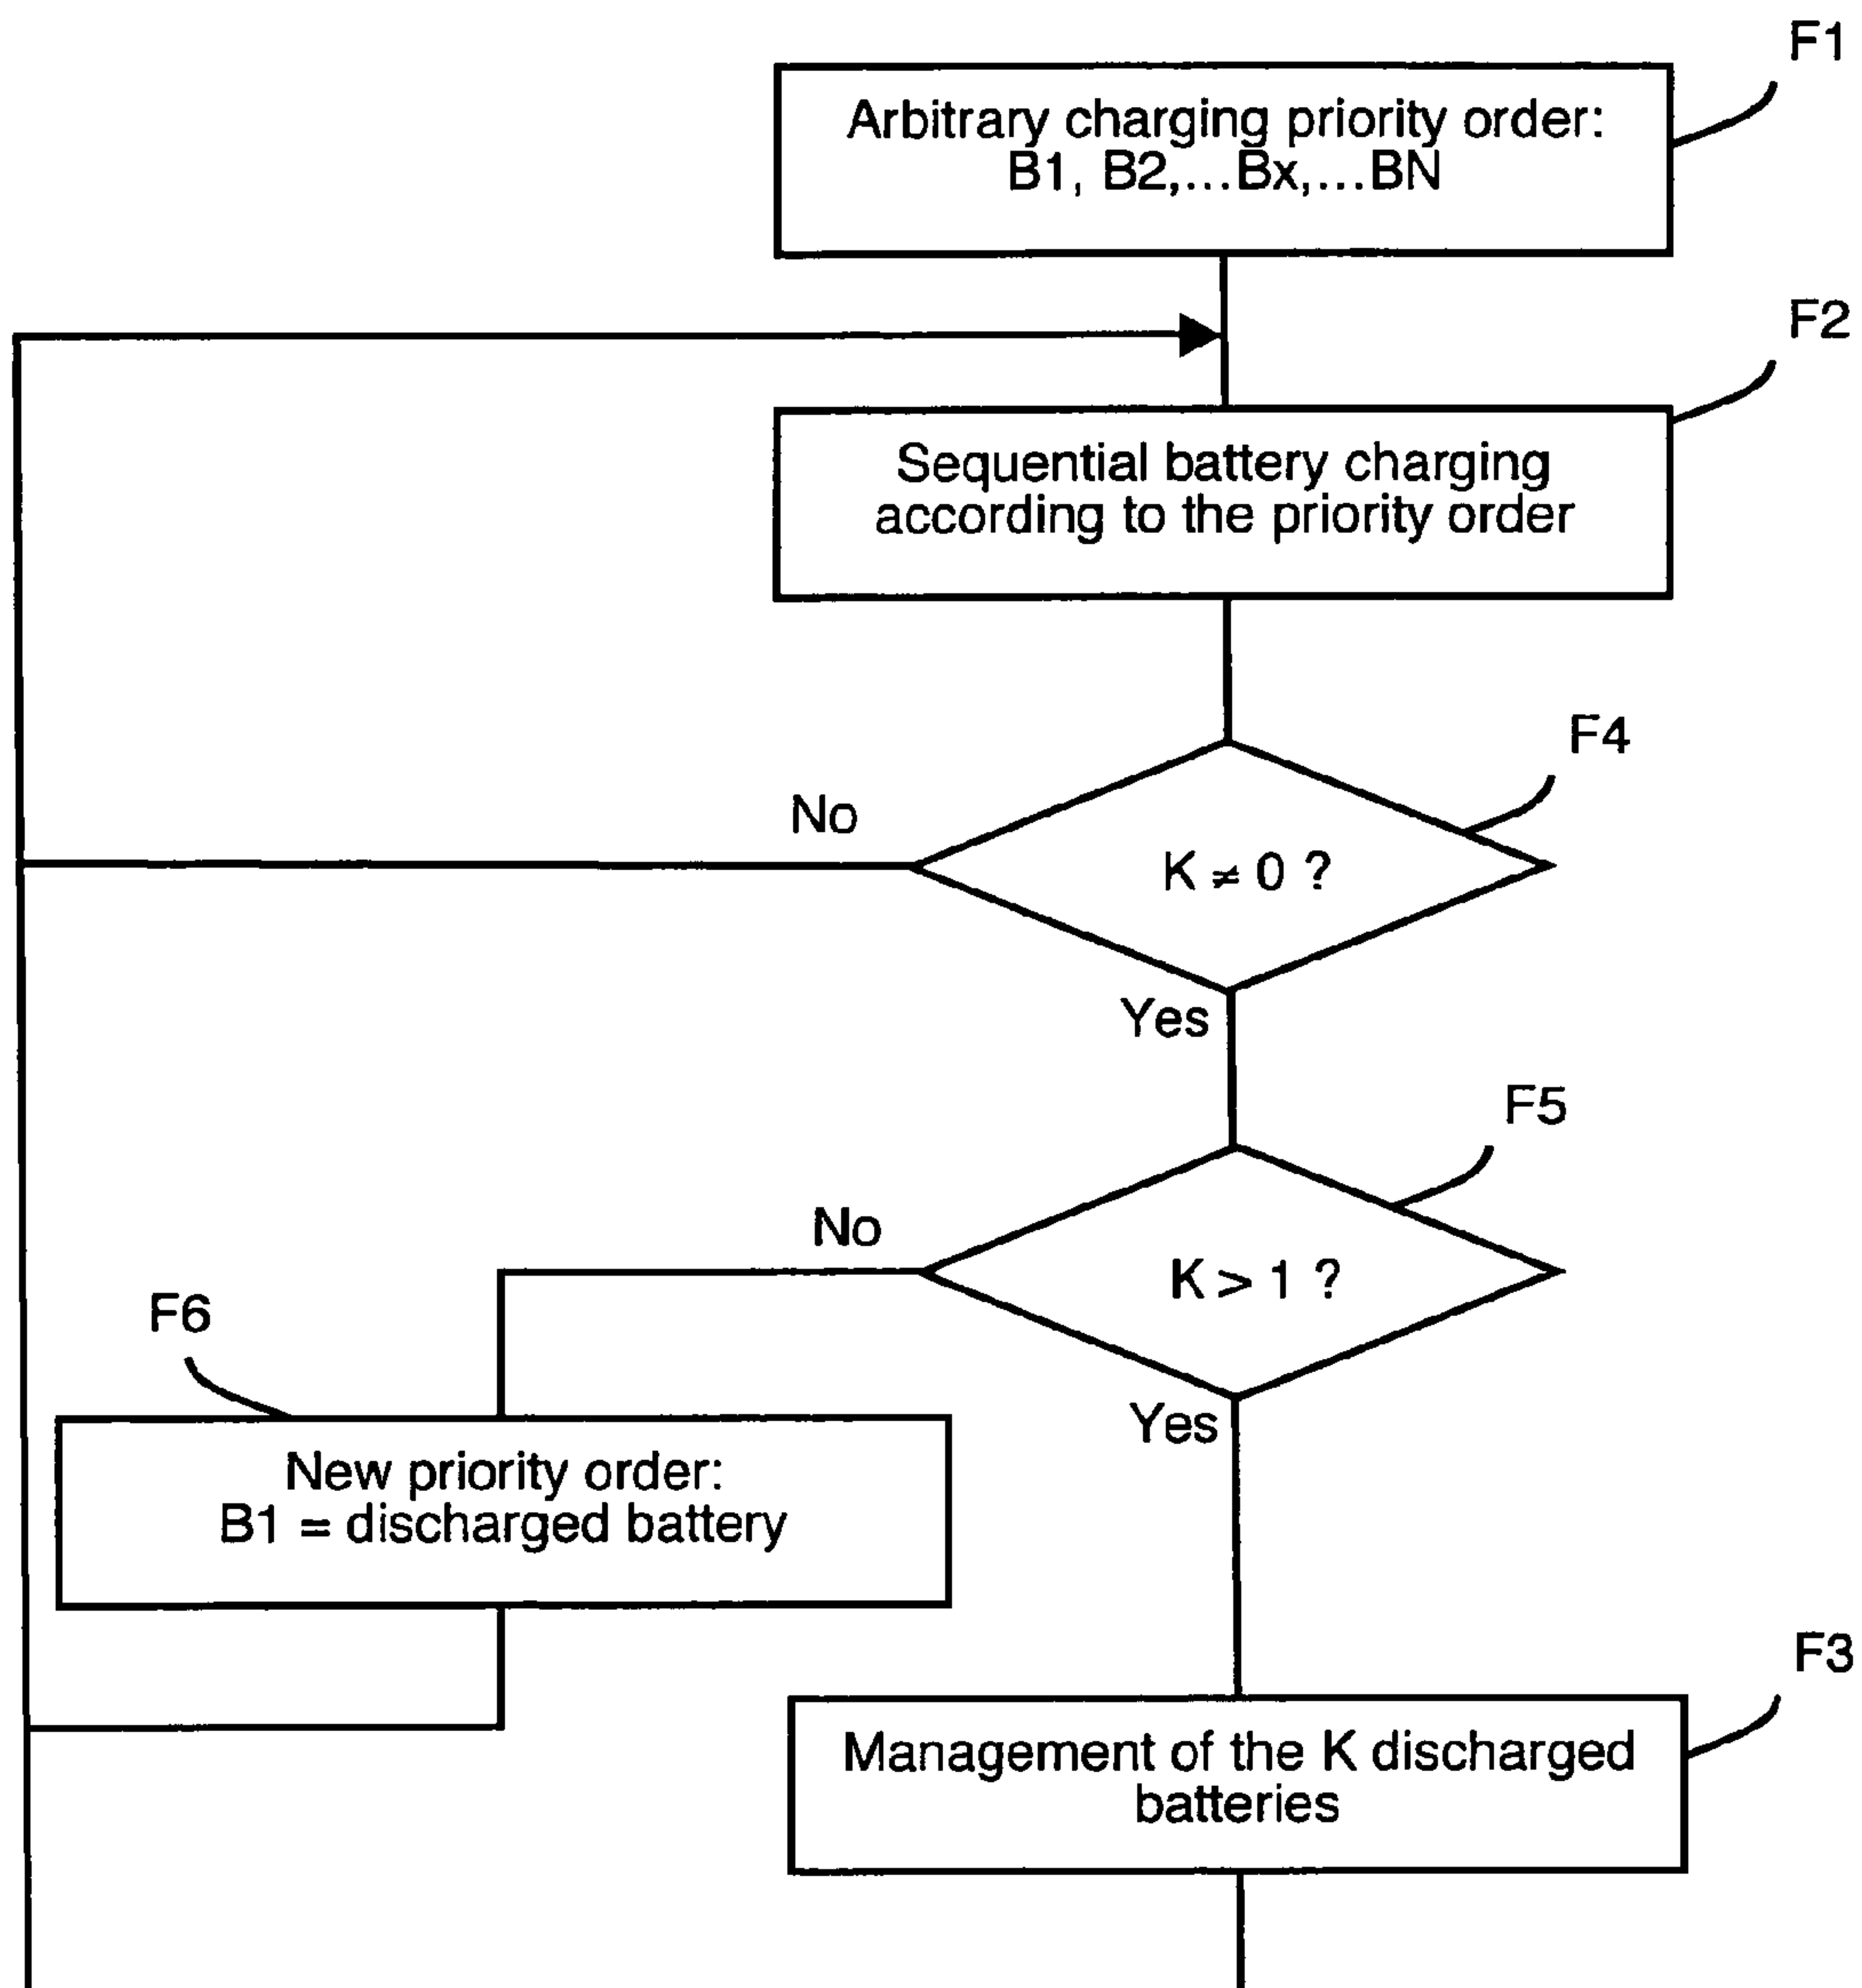 F1
Arbitrary charging priority order:
B1, B2,...Bx,...BN
F2
Sequential battery charging
according to the priority order
F4
No
K ≠ 0 ?
Yes
F5
No
K > 1 ?
F6
Yes
New priority order:
B1 = discharged battery
F3
Management of the K discharged
batteries